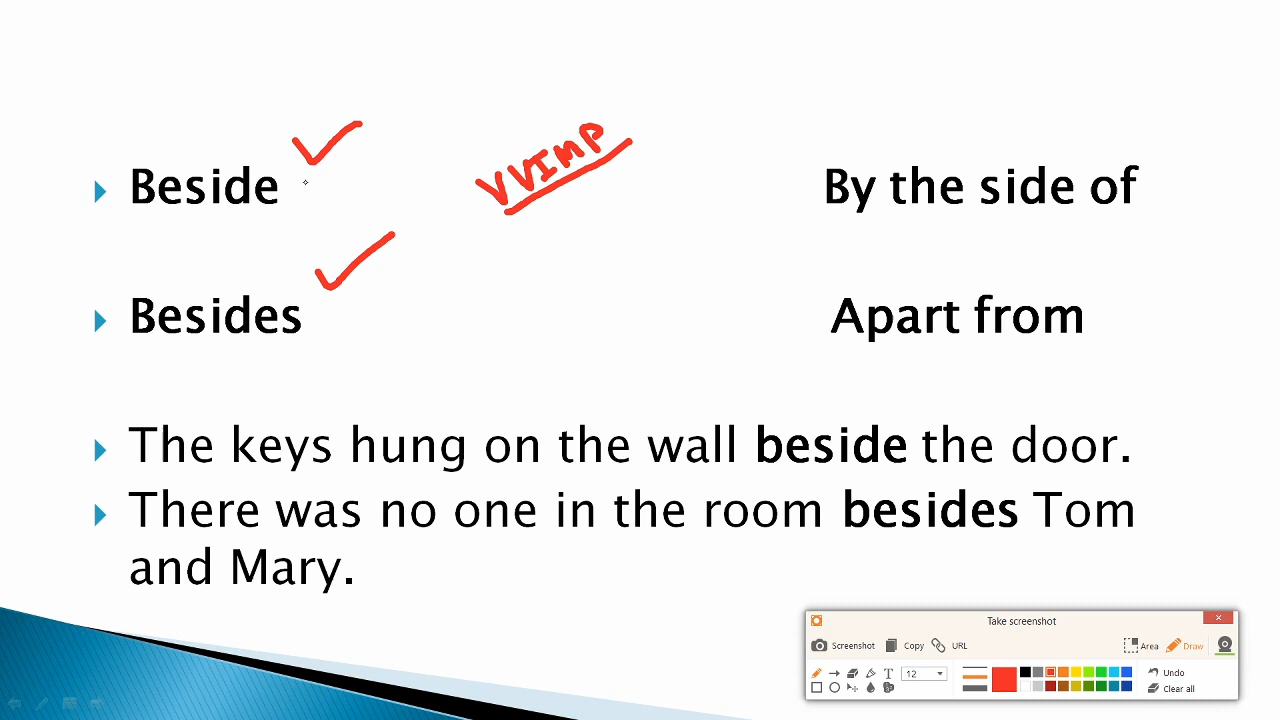 Beside VVIMP By the side of
Besides Apart from
The keys hung on the wall beside the door.
There was no one in the room besides Tom
and Mary.
Take screenshot
Screenshot Copy URL Area Draw
T 12 Undo
Clear all